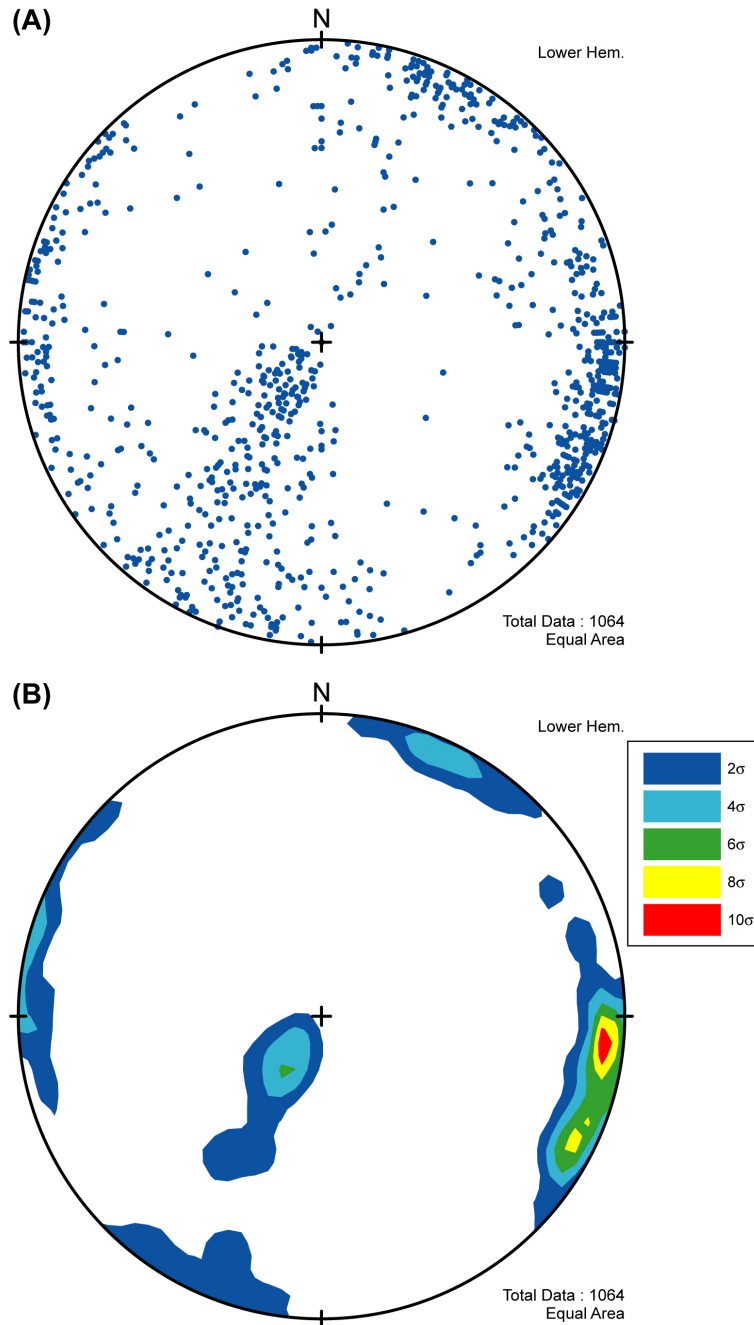 (A)
N
Lower Hem.
Total Data : 1064
Equal Area
(B)
N
Lower Hem.
2σ
4σ
6σ
8σ
10σ
Total Data : 1064
Equal Area